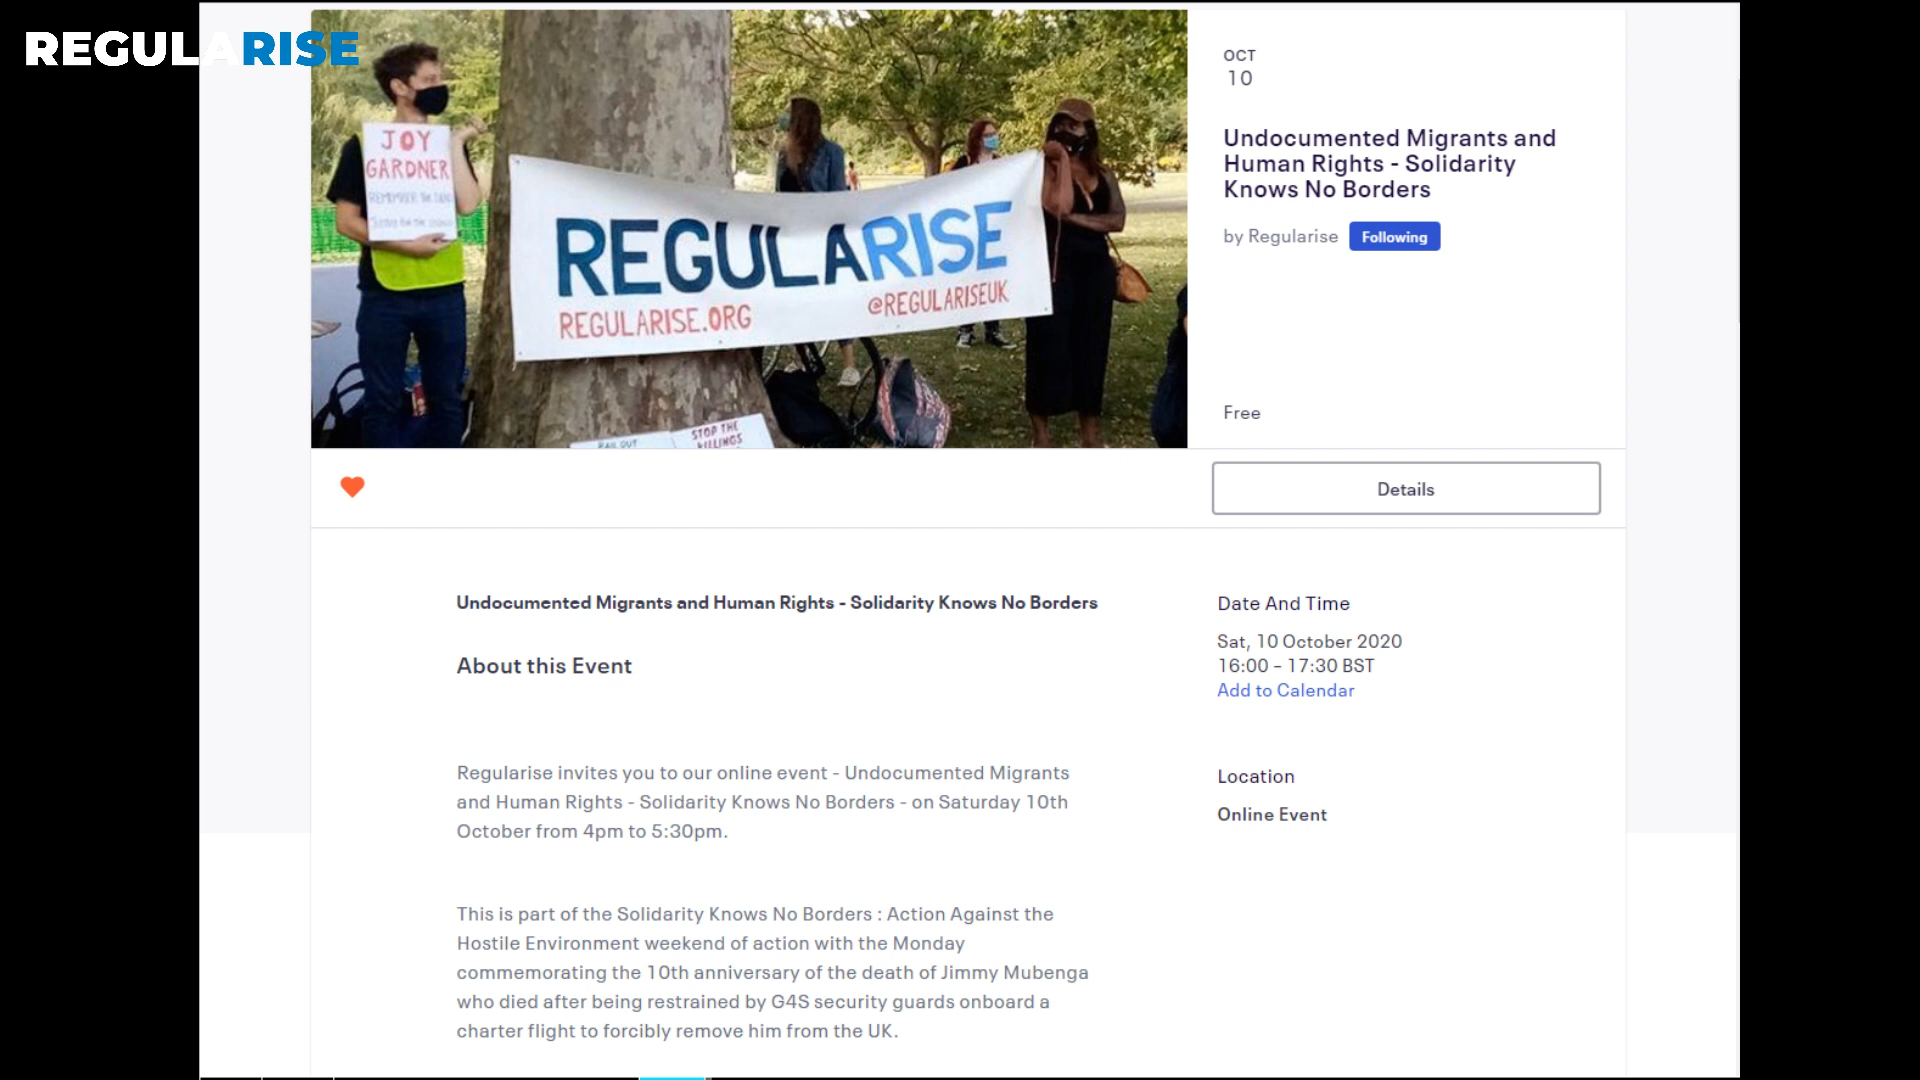 REGULARISE
JOY
GARDNER
REGULARISE
REGULARISE.ORG
@REGULARISEUK
STOP THE
KILLINGS
OCT
10
Undocumented Migrants and
Human Rights - Solidarity
Knows No Borders
by Regularise Following
Free
Details
Undocumented Migrants and Human Rights - Solidarity Knows No Borders
About this Event
Regularise invites you to our online event - Undocumented Migrants
and Human Rights - Solidarity Knows No Borders - on Saturday 10th
October from 4pm to 5:30pm.
This is part of the Solidarity Knows No Borders : Action Against the
Hostile Environment weekend of action with the Monday
commemorating the 10th anniversary of the death of Jimmy Mubenga
who died after being restrained by G4S security guards onboard a
charter flight to forcibly remove him from the UK.
Date And Time
Sat, 10 October 2020
16:00 – 17:30 BST
Add to Calendar
Location
Online Event